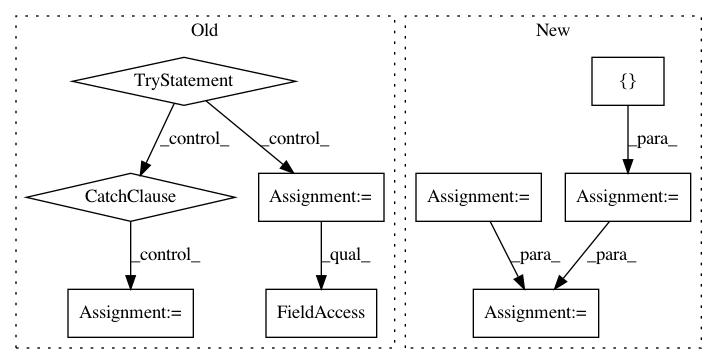 Old
New
TryStatement
{}
_control_
_control_
_para_
CatchClause
Assignment:=
Assignment:=
Assignment:=
_control_
_qual_
_para_
_para_
Assignment:=
FieldAccess
Assignment:=